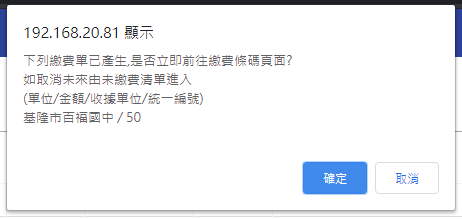 192.168.20.81 顯示
下列繳費單已產生,是否立即前往繳費條碼頁面?
如取消未來由未繳費清單進入
(單位/金額/收據單位/統一編號)
基隆市百福國中 / 50
確定
取消